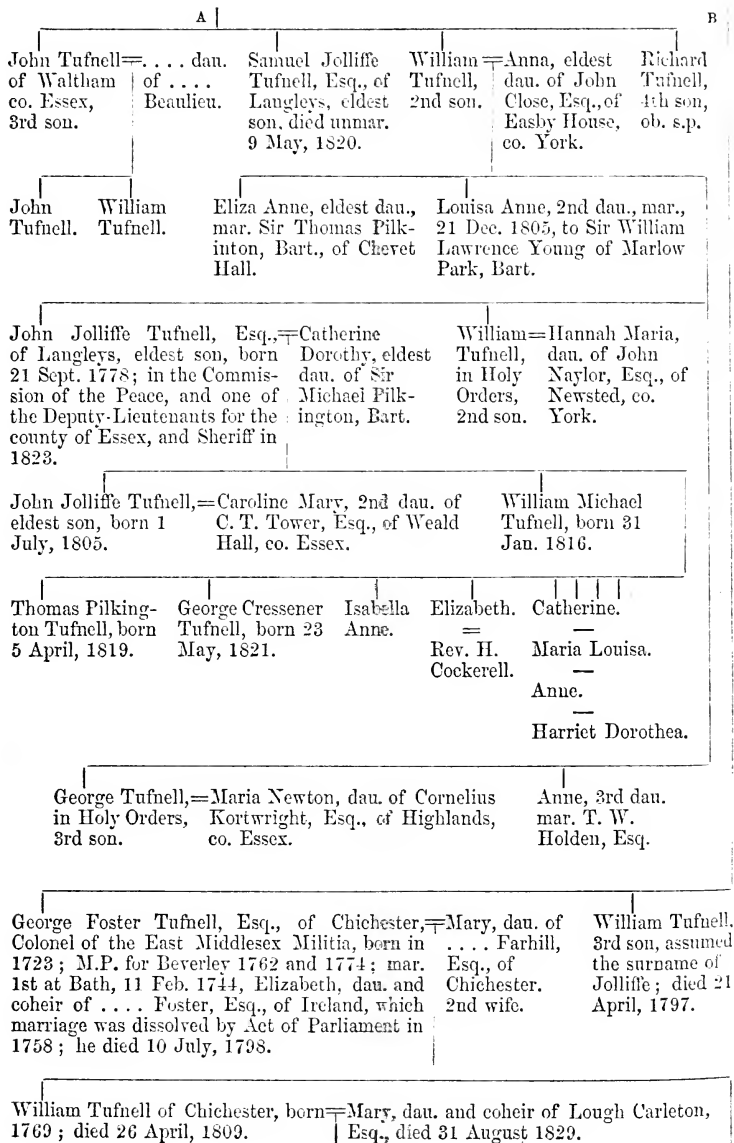 A B
John Tufnell=. . . . dau.
of Waltham of . . . .
co. Essex, Beaulieu.
3rd son.
Samuel Jolliffe
Tufnell, Esq., of
Langleys, eldest
son, died unmar.
9 May, 1820.
William = Anna, eldest
Tufnell, dau. of John
2nd son. Close, Esq., of
Easby House,
co. York.
Richard
Tufnell,
4th son,
ob. s.p.
John
Tufnell.
William
Tufnell.
Eliza Anne, eldest dau.,
mar. Sir Thomas Pilk-
inton, Bart., of Chevet
Hall.
Louisa Anne, 2nd dau., mar.,
21 Dec. 1805, to Sir William
Lawrence Young of Marlow
Park, Bart.
John Jolliffe Tufnell, Esq.,=Catherine
of Langleys, eldest son, born Dorothy, eldest
21 Sept. 1778; in the Commis- dau. of Sir
sion of the Peace, and one of Michael Pilk-
the Deputy-Lieutenants for the ington, Bart.
county of Essex, and Sheriff in
1823.
William=Hannah Maria,
Tufnell, dau. of John
in Holy Naylor, Esq., of
Orders, Newsted, co.
2nd son. York.
John Jolliffe Tufnell,=Caroline Mary, 2nd dau. of
eldest son, born 1 C. T. Tower, Esq., of Weald
July, 1805. Hall, co. Essex.
William Michael
Tufnell, born 31
Jan. 1816.
Thomas Pilking-
ton Tufnell, born
5 April, 1819.
George Cressener
Tufnell, born 23
May, 1821.
Isabella
Anne.
Elizabeth.
=
Rev. H.
Cockerell.
Catherine.
—
Maria Louisa.
—
Anne.
—
Harriet Dorothea.
George Tufnell,=Maria Newton, dau. of Cornelius
in Holy Orders, Kortwright, Esq., of Highlands,
3rd son. co. Essex.
Anne, 3rd dau.
mar. T. W.
Holden, Esq.
George Foster Tufnell, Esq., of Chichester,=Mary, dau. of
Colonel of the East Middlesex Militia, born in . . . . Farhill,
1723; M.P. for Beverley 1762 and 1774; mar. Esq., of
1st at Bath, 11 Feb. 1744, Elizabeth, dau. and Chichester.
coheir of . . . . Foster, Esq., of Ireland, which 2nd wife.
marriage was dissolved by Act of Parliament in
1758; he died 10 July, 1798.
William Tufnell,
3rd son, assumed
the surname of
Jolliffe; died 21
April, 1797.
William Tufnell of Chichester, born=Mary, dau. and coheir of Lough Carleton,
1769; died 26 April, 1809. Esq., died 31 August 1829.